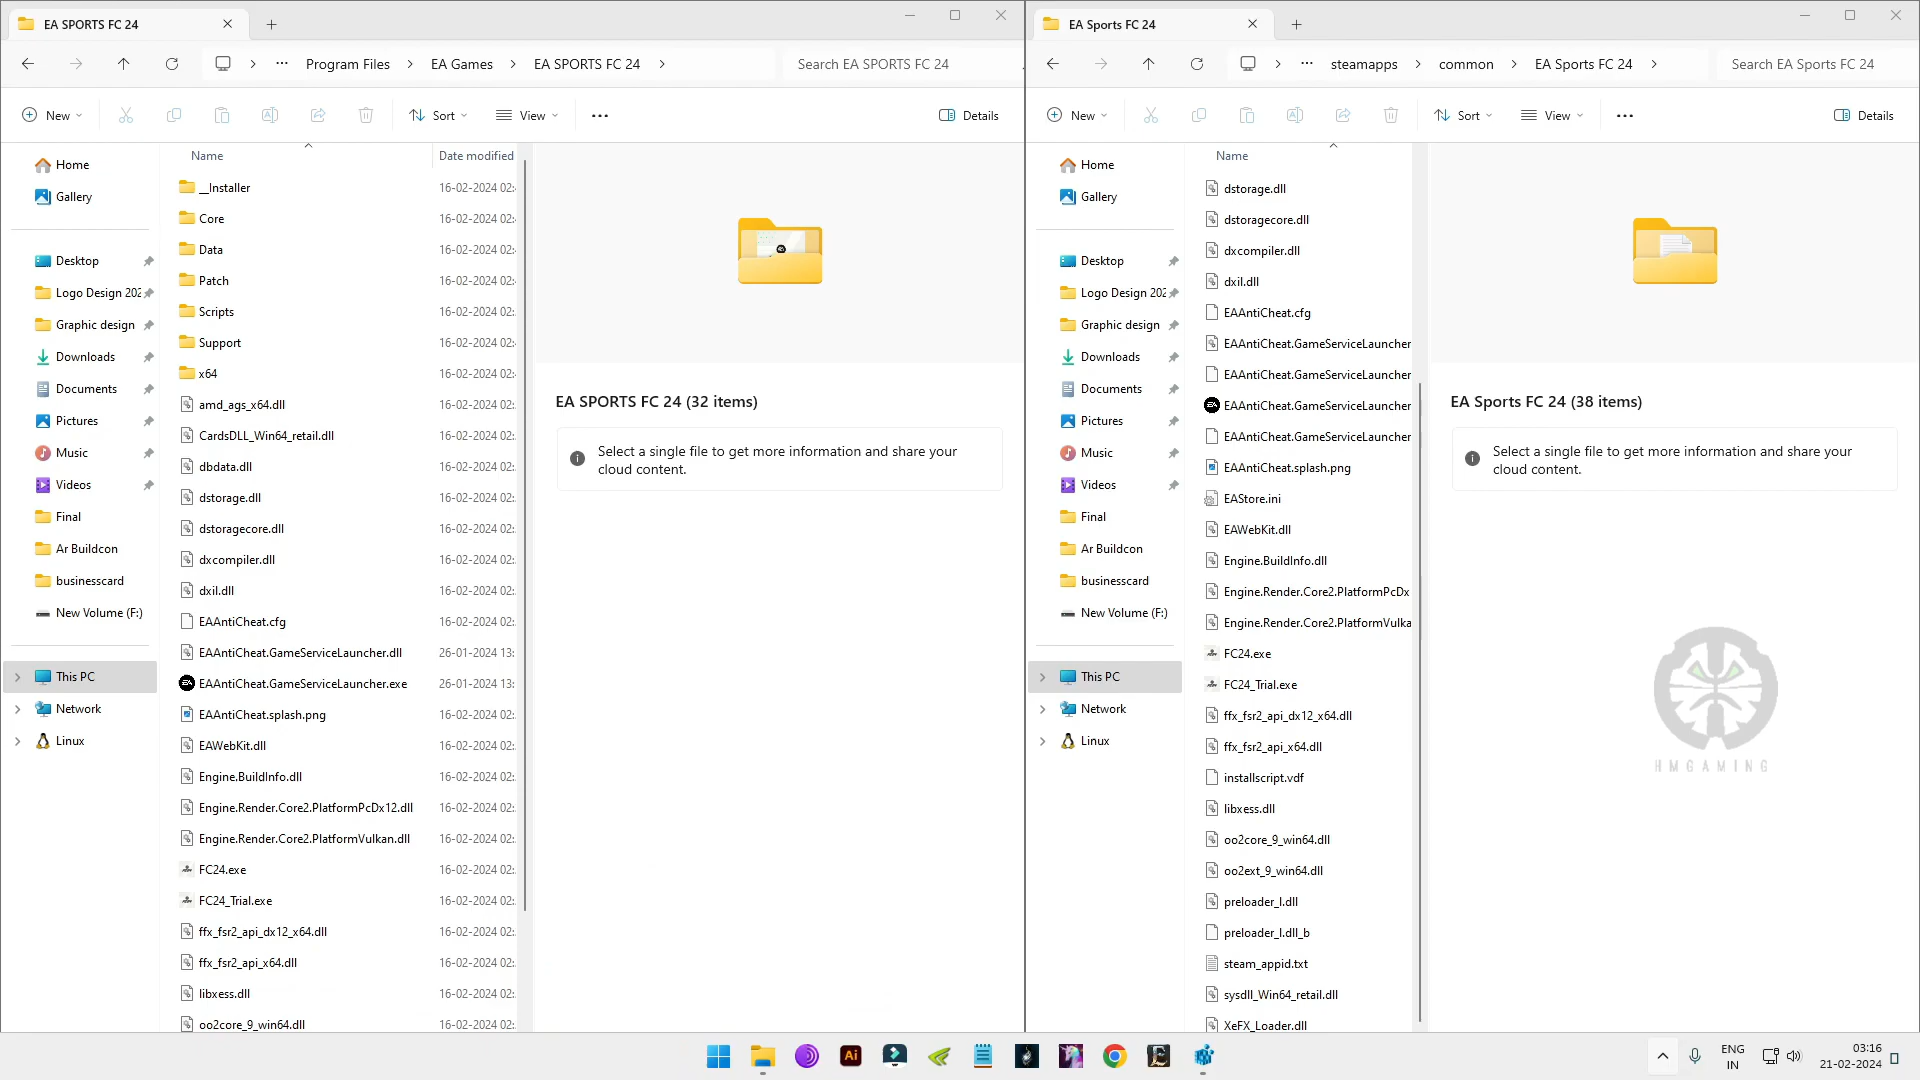 EA SPORTS FC 24
Program Files
EA Games
EA SPORTS FC 24
Search EA SPORTS FC 24
New
Sort
View
Details
Home
Gallery
Desktop
Logo Design 202
Graphic design
Downloads
Documents
Pictures
Music
Videos
Final
Ar Buildcon
businesscard
New Volume (F:)
This PC
Network
Linux
Name
Date modified
__Installer 16-02-2024 02:
Core 16-02-2024 02:
Data 16-02-2024 02:
Patch 16-02-2024 02:
Scripts 16-02-2024 02:
Support 16-02-2024 02:
x64 16-02-2024 02:
amd_ags_x64.dll 16-02-2024 02:
CardsDLL_Win64_retail.dll 16-02-2024 02:
dbdata.dll 16-02-2024 02:
dstorage.dll 16-02-2024 02:
dstoragecore.dll 16-02-2024 02:
dxcompiler.dll 16-02-2024 02:
dxil.dll 16-02-2024 02:
EAAntiCheat.cfg 16-02-2024 02:
EAAntiCheat.GameServiceLauncher.dll 26-01-2024 13:
EAAntiCheat.GameServiceLauncher.exe 26-01-2024 13:
EAAntiCheat.splash.png 16-02-2024 02:
EAWebKit.dll 16-02-2024 02:
Engine.BuildInfo.dll 16-02-2024 02:
Engine.Render.Core2.PlatformPcDx12.dll 16-02-2024 02:
Engine.Render.Core2.PlatformVulkan.dll 16-02-2024 02:
FC24.exe 16-02-2024 02:
FC24_Trial.exe 16-02-2024 02:
ffx_fsr2_api_dx12_x64.dll 16-02-2024 02:
ffx_fsr2_api_x64.dll 16-02-2024 02:
libxess.dll 16-02-2024 02:
oo2core_9_win64.dll 16-02-2024 02:
EA SPORTS FC 24 (32 items)
Select a single file to get more information and share your
cloud content.
EA Sports FC 24
steamapps
common
EA Sports FC 24
Search EA Sports FC 24
New
Sort
View
Details
Home
Gallery
Desktop
Logo Design 202
Graphic design
Downloads
Documents
Pictures
Music
Videos
Final
Ar Buildcon
businesscard
New Volume (F:)
This PC
Network
Linux
Name
dstorage.dll
dstoragecore.dll
dxcompiler.dll
dxil.dll
EAAntiCheat.cfg
EAAntiCheat.GameServiceLauncher
EAAntiCheat.GameServiceLauncher
EAAntiCheat.GameServiceLauncher
EAAntiCheat.GameServiceLauncher
EAAntiCheat.splash.png
EAStore.ini
EAWebKit.dll
Engine.BuildInfo.dll
Engine.Render.Core2.PlatformPcDx
Engine.Render.Core2.PlatformVulka
FC24.exe
FC24_Trial.exe
ffx_fsr2_api_dx12_x64.dll
ffx_fsr2_api_x64.dll
installscript.vdf
libxess.dll
oo2core_9_win64.dll
oo2ext_9_win64.dll
preloader_l.dll
preloader_l.dll_b
steam_appid.txt
sysdll_Win64_retail.dll
XeFX_Loader.dll
EA Sports FC 24 (38 items)
Select a single file to get more information and share your
cloud content.
HMGAMING
Ai
ENG
IN
03:16
21-02-2024